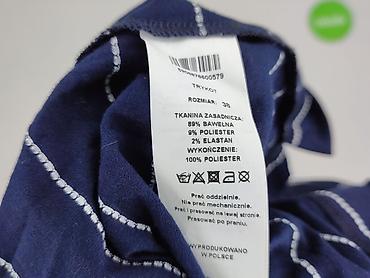 5905676600579
TRYKOT
ROZMIAR: 38
TKANINA ZASADNICZA:
89% BAWEŁNA
9% POLIESTER
2% ELASTAN
WYKOŃCZENIE:
100% POLIESTER
Prać oddzielnie.
Nie prać mechanicznie.
Prać i prasować na lewej stronie.
Prasować po praniu.
WYPRODUKOWANO
W POLSCE